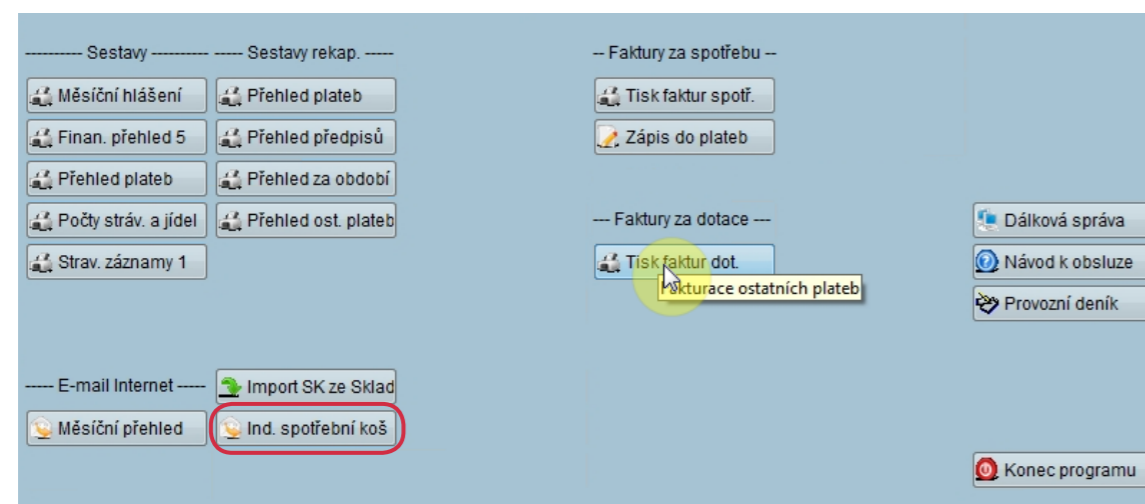 ---------- Sestavy ---------- ----- Sestavy rekap. -----
Měsíční hlášení Přehled plateb
Finan. přehled 5 Přehled předpisů
Přehled plateb Přehled za období
Počty stráv. a jídel Přehled ost. plateb
Strav. záznamy 1
-- Faktury za spotřebu --
Tisk faktur spotř.
Zápis do plateb
--- Faktury za dotace ---
Tisk faktur dot.
Fakturace ostatních plateb
Dálková správa
Návod k obsluze
Provozní deník
----- E-mail Internet ----- Import SK ze Sklad
Měsíční přehled Ind. spotřební koš
Konec programu